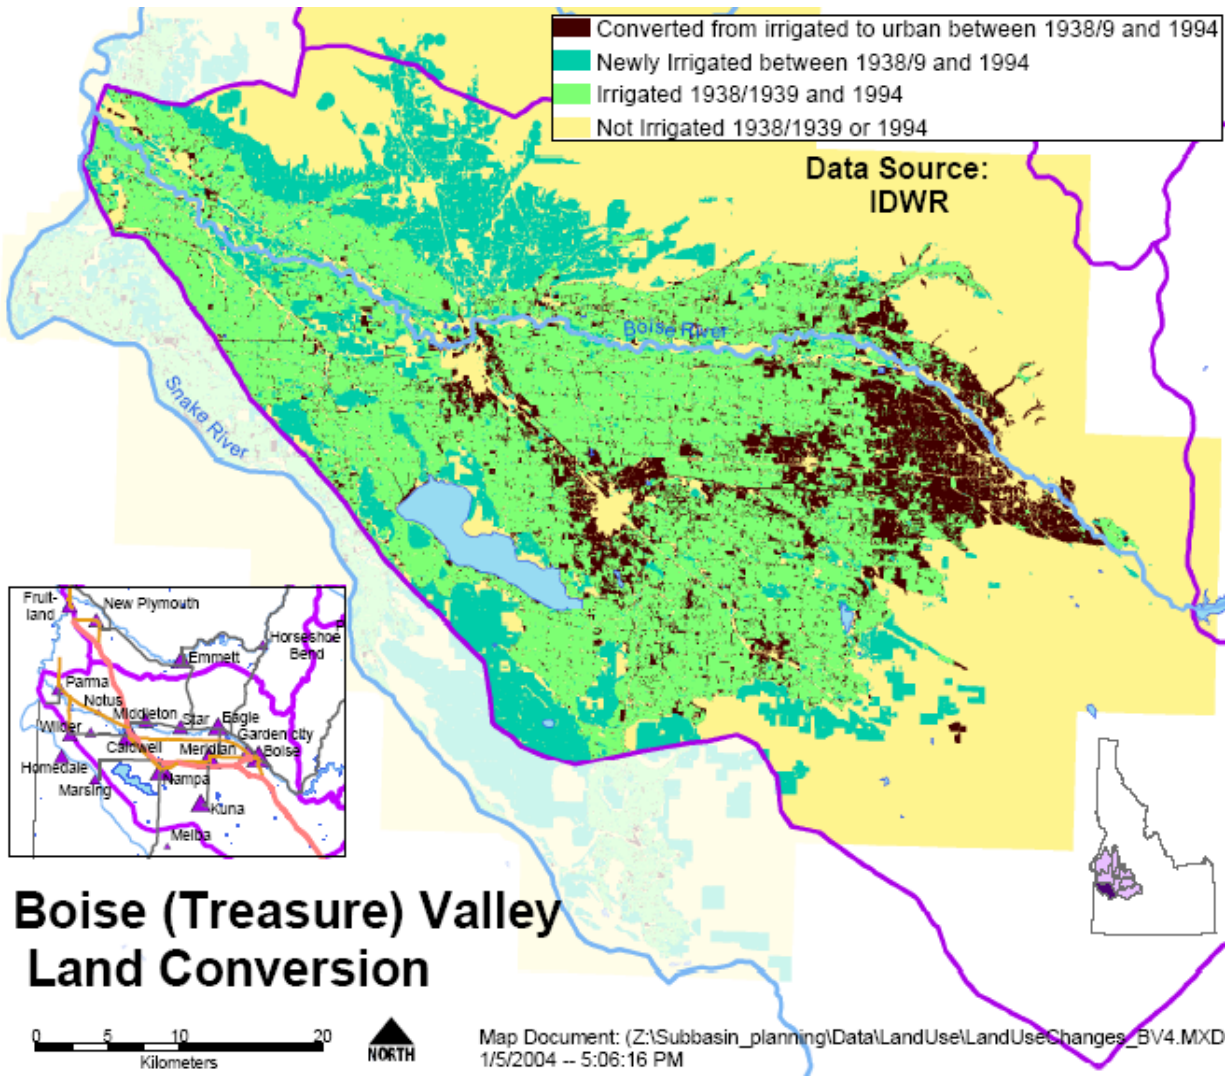 Converted from irrigated to urban between 1938/9 and 1994
Newly Irrigated between 1938/9 and 1994
Irrigated 1938/1939 and 1994
Not Irrigated 1938/1939 or 1994
Data Source:
IDWR
Boise River
Snake River
Fruit-
land
New Plymouth
Horseshoe
Bend
Emmett
Parma
Notus
Middleton
Star
Eagle
Wilder
Garden city
Caldwell
Meridian
Boise
Homedale
Nampa
Marsing
Kuna
Melba
Boise (Treasure) Valley
Land Conversion
0 5 10 20
Kilometers
NORTH
Map Document: (Z:\Subbasin_planning\Data\LandUse\LandUseChanges_BV4.MXD
1/5/2004 -- 5:06:16 PM